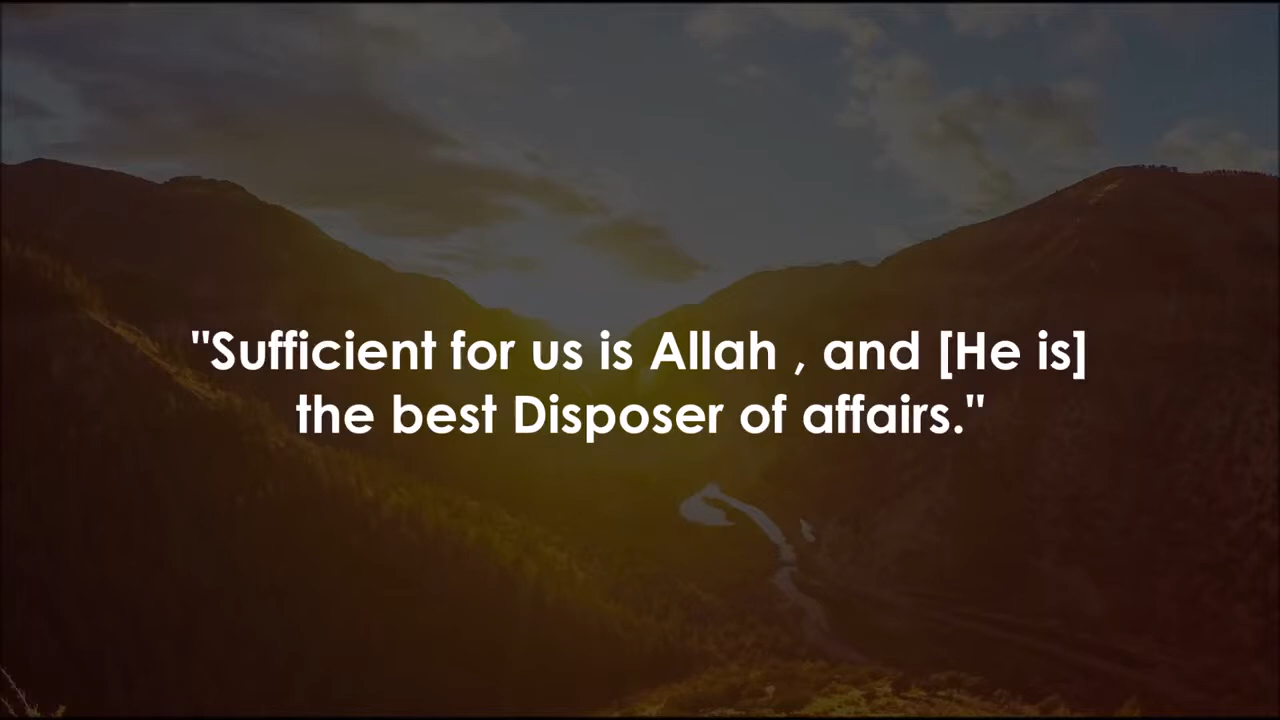 "Sufficient for us is Allah , and [He is]
the best Disposer of affairs."